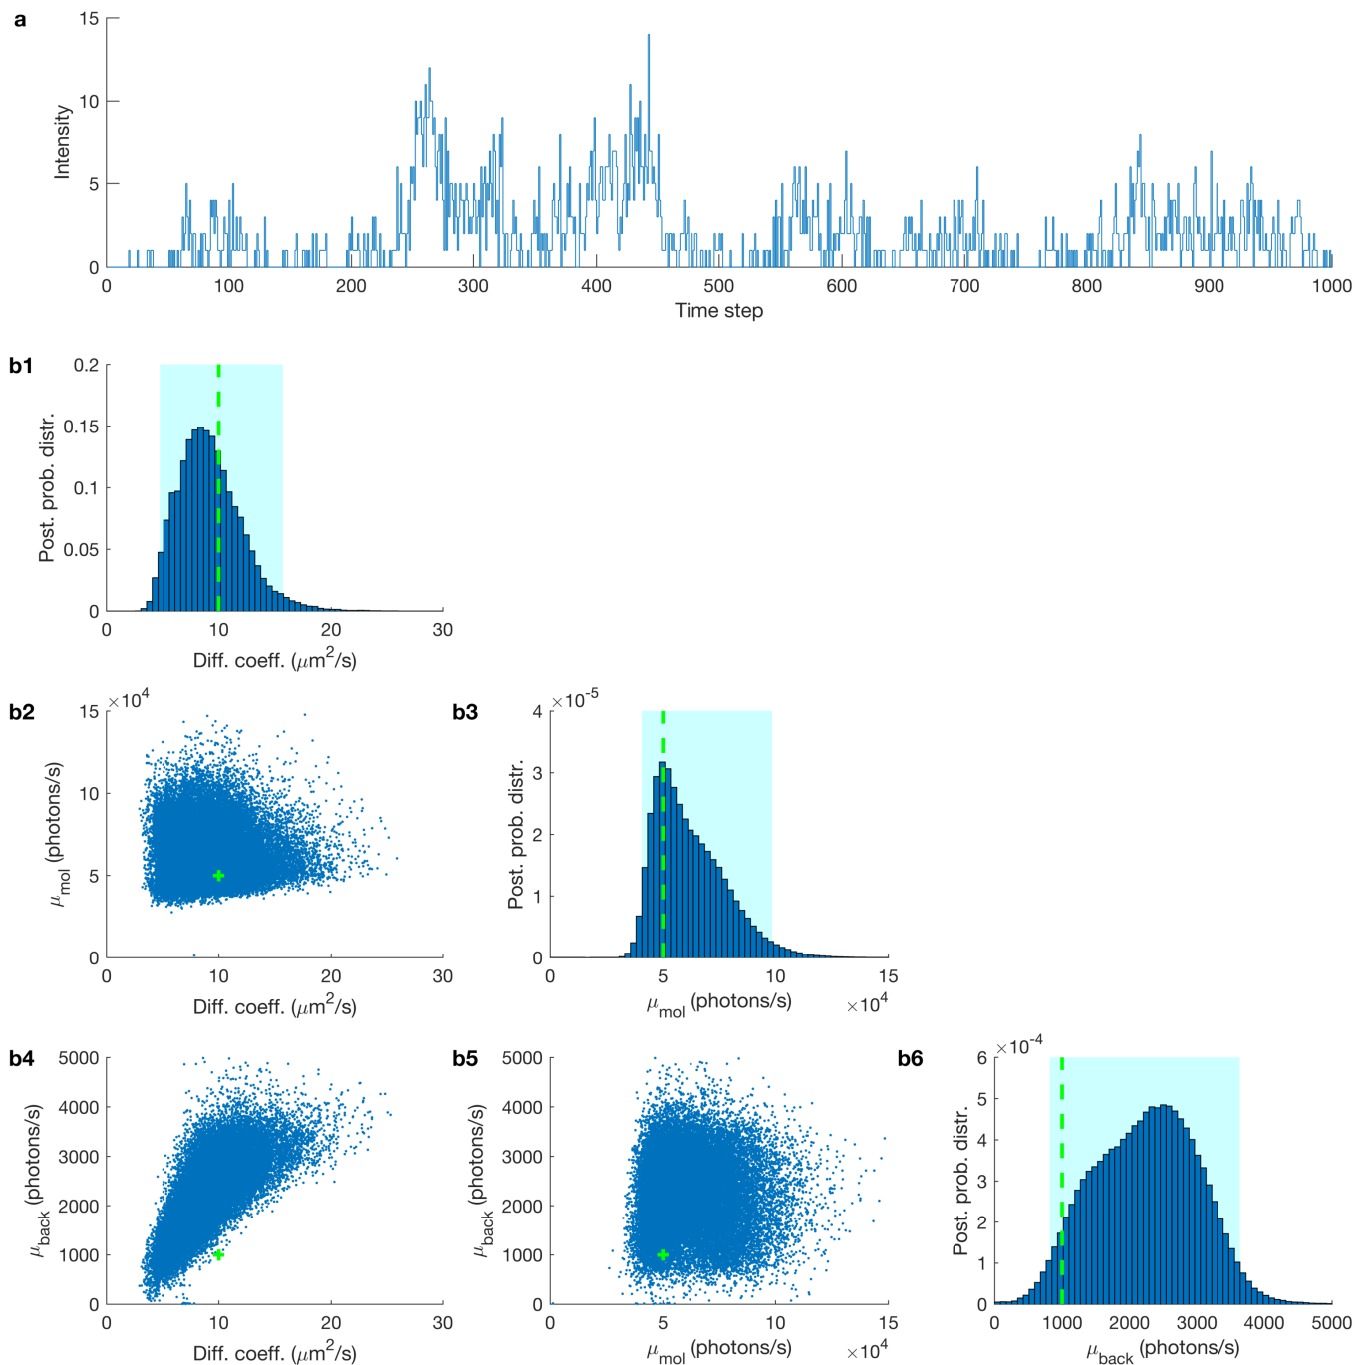 a
15
10
5
0
Intensity
0 100 200 300 400 500 600 700 800 900 1000
Time step
b1
0.2
0.15
0.1
0.05
0
Post. prob. distr.
0 10 20 30
Diff. coeff. (μm²/s)
b2
×10⁴
15
10
5
0
μ_mol (photons/s)
0 10 20 30
Diff. coeff. (μm²/s)
b3
×10⁻⁵
4
3
2
1
0
Post. prob. distr.
0 5 10 15
μ_mol (photons/s)
×10⁴
b4
5000
4000
3000
2000
1000
0
μ_back (photons/s)
0 10 20 30
Diff. coeff. (μm²/s)
b5
5000
4000
3000
2000
1000
0
μ_back (photons/s)
0 5 10 15
μ_mol (photons/s)
×10⁴
b6
×10⁻⁴
6
5
4
3
2
1
0
Post. prob. distr.
0 1000 2000 3000 4000 5000
μ_back (photons/s)